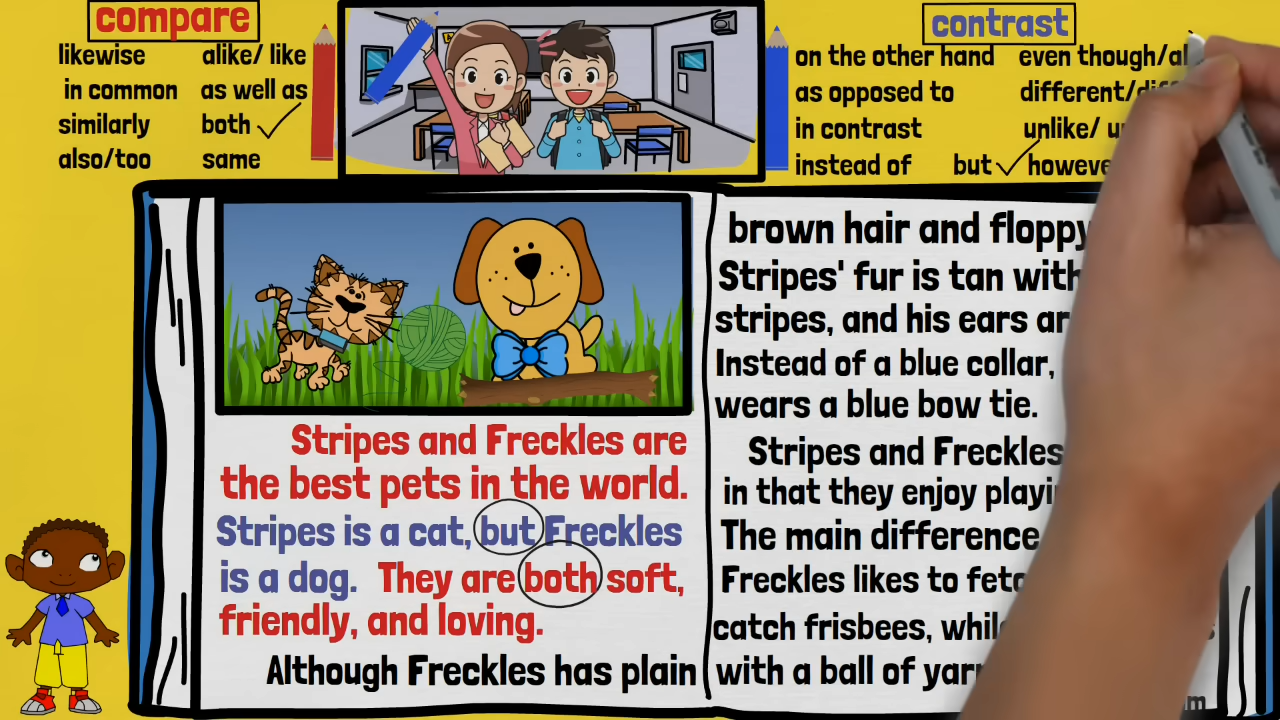 compare
likewise alike/ like
in common as well as
similarly both
also/too same
contrast
on the other hand even though/al
as opposed to different/
in contrast unlike/
instead of but howeve
Stripes and Freckles are
the best pets in the world.
Stripes is a cat, but Freckles
is a dog. They are both soft,
friendly, and loving.
Although Freckles has plain
brown hair and floppy
Stripes' fur is tan with
stripes, and his ears ar
Instead of a blue collar,
wears a blue bow tie.
Stripes and Freckles
in that they enjoy playi
The main difference
Freckles likes to fetc
catch frisbees, whil
with a ball of yar